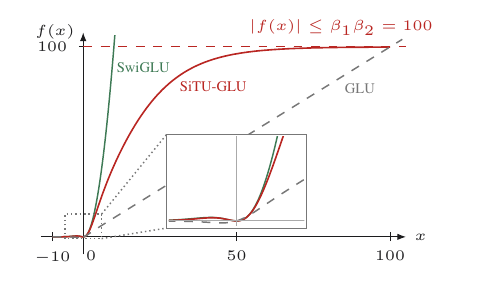 f(x)
|f(x)| ≤ β₁β₂ = 100
100
SwiGLU
SiTU-GLU
GLU
x
−10
0
50
100